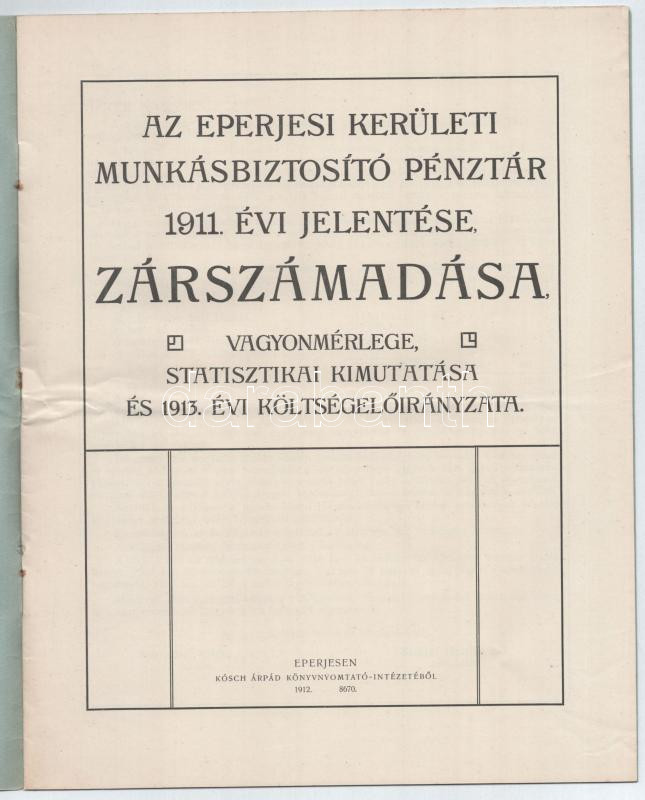 AZ EPERJESI KERÜLETI
MUNKÁSBIZTOSÍTÓ PÉNZTÁR
1911. ÉVI JELENTÉSE,
ZÁRSZÁMADÁSA,
VAGYONMÉRLEGE,
STATISZTIKAI KIMUTATÁSA
ÉS 1913. ÉVI KÖLTSÉGELŐIRÁNYZATA.
darabanth
EPERJESEN
KÓSCH ÁRPÁD KÖNYVNYOMTATÓ-INTÉZETÉBŐL
1912. 8670.